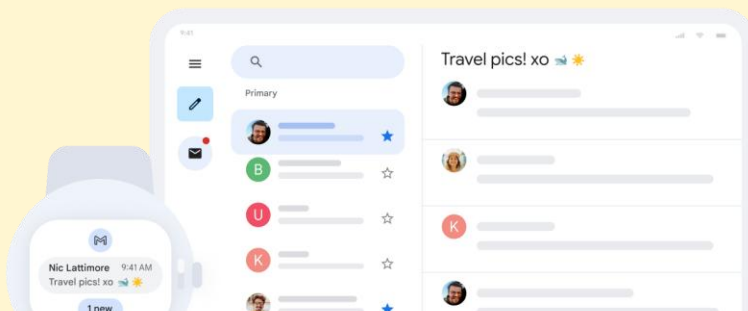 9:41
Travel pics! xo 🐋 ☀️
Primary
B
U
K
K
Nic Lattimore 9:41 AM
Travel pics! xo 🐋 ☀️
1 new